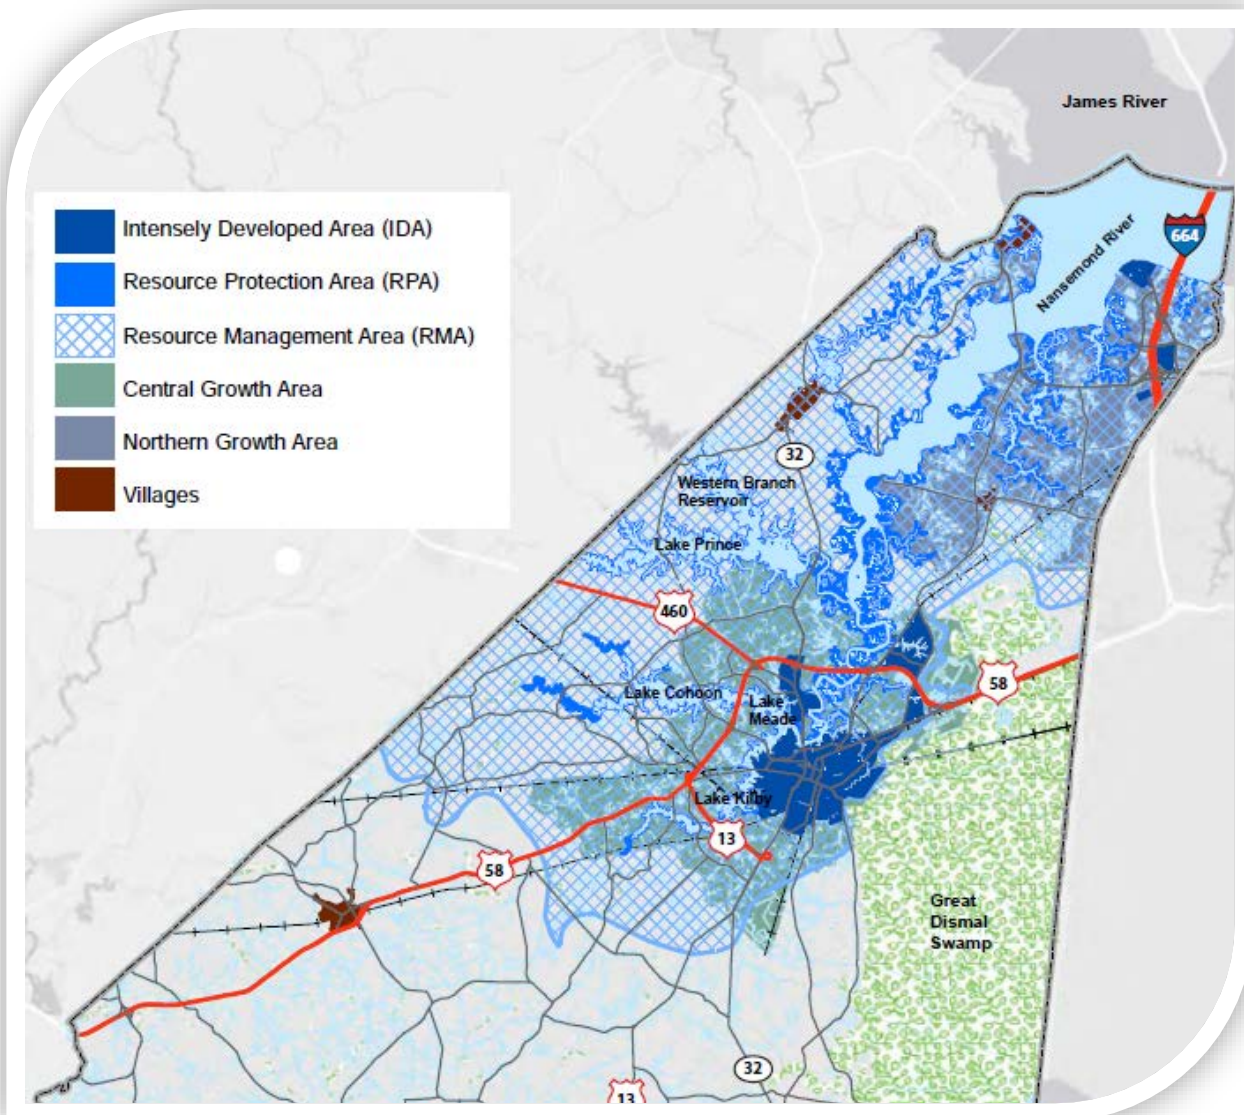 James River
Intensely Developed Area (IDA)
Resource Protection Area (RPA)
Resource Management Area (RMA)
Central Growth Area
Northern Growth Area
Villages
664
Nansemond River
32
Western Branch
Reservoir
Lake Prince
460
58
Lake Cohoon
Lake
Meade
Lake Kilby
13
58
Great
Dismal
Swamp
32
13